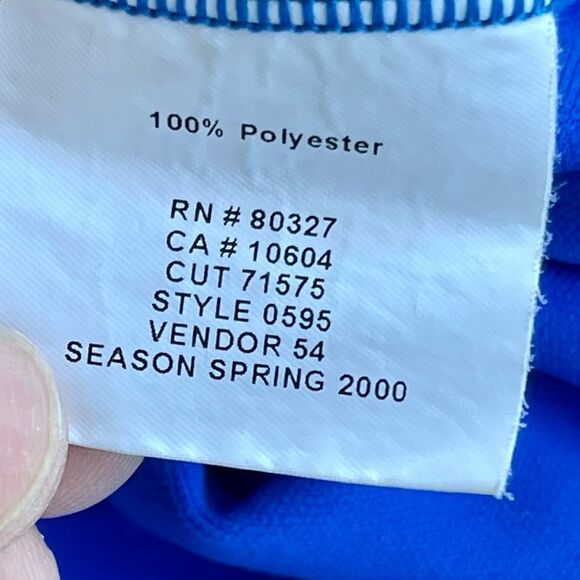 100% Polyester
RN # 80327
CA # 10604
CUT 71575
STYLE 0595
VENDOR 54
SEASON SPRING 2000